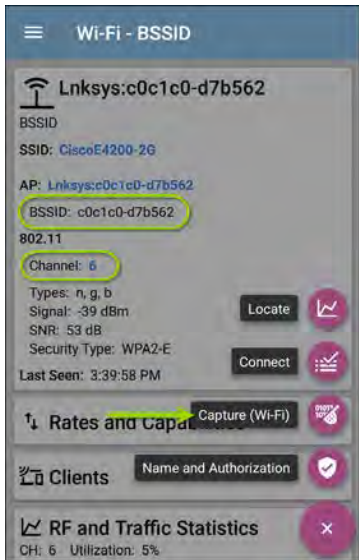 Wi-Fi - BSSID
Lnksys:c0c1c0-d7b562
BSSID
SSID: CiscoE4200-2G
AP: Lnksys:c0c1c0-d7b562
BSSID: c0c1c0-d7b562
802.11
Channel: 6
Types: n, g, b
Signal: -39 dBm
Locate
SNR: 53 dB
Security Type: WPA2-E
Connect
Last Seen: 3:39:58 PM
Rates and Capab
Capture (Wi-Fi)
Clients
Name and Authorization
RF and Traffic Statistics
CH: 6 Utilization: 5%